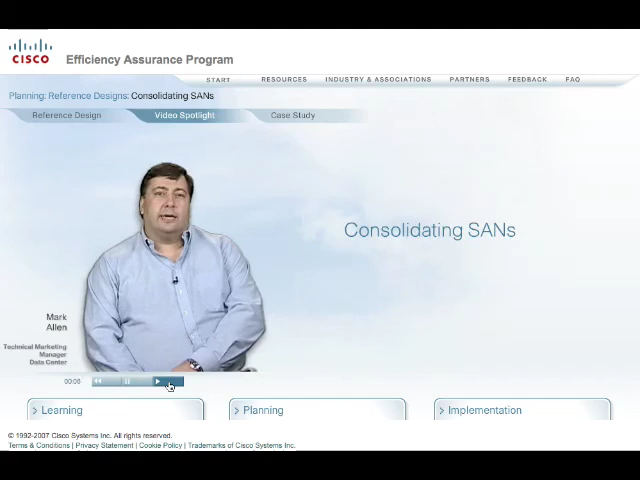 CISCO
Efficiency Assurance Program
START RESOURCES INDUSTRY & ASSOCIATIONS PARTNERS FEEDBACK FAQ
Planning: Reference Designs: Consolidating SANs
Reference Design Video Spotlight Case Study
Consolidating SANs
Mark
Allen
Technical Marketing
Manager
Data Center
00:06
> Learning > Planning > Implementation
© 1992-2007 Cisco Systems Inc. All rights reserved.
Terms & Conditions | Privacy Statement | Cookie Policy | Trademarks of Cisco Systems Inc.